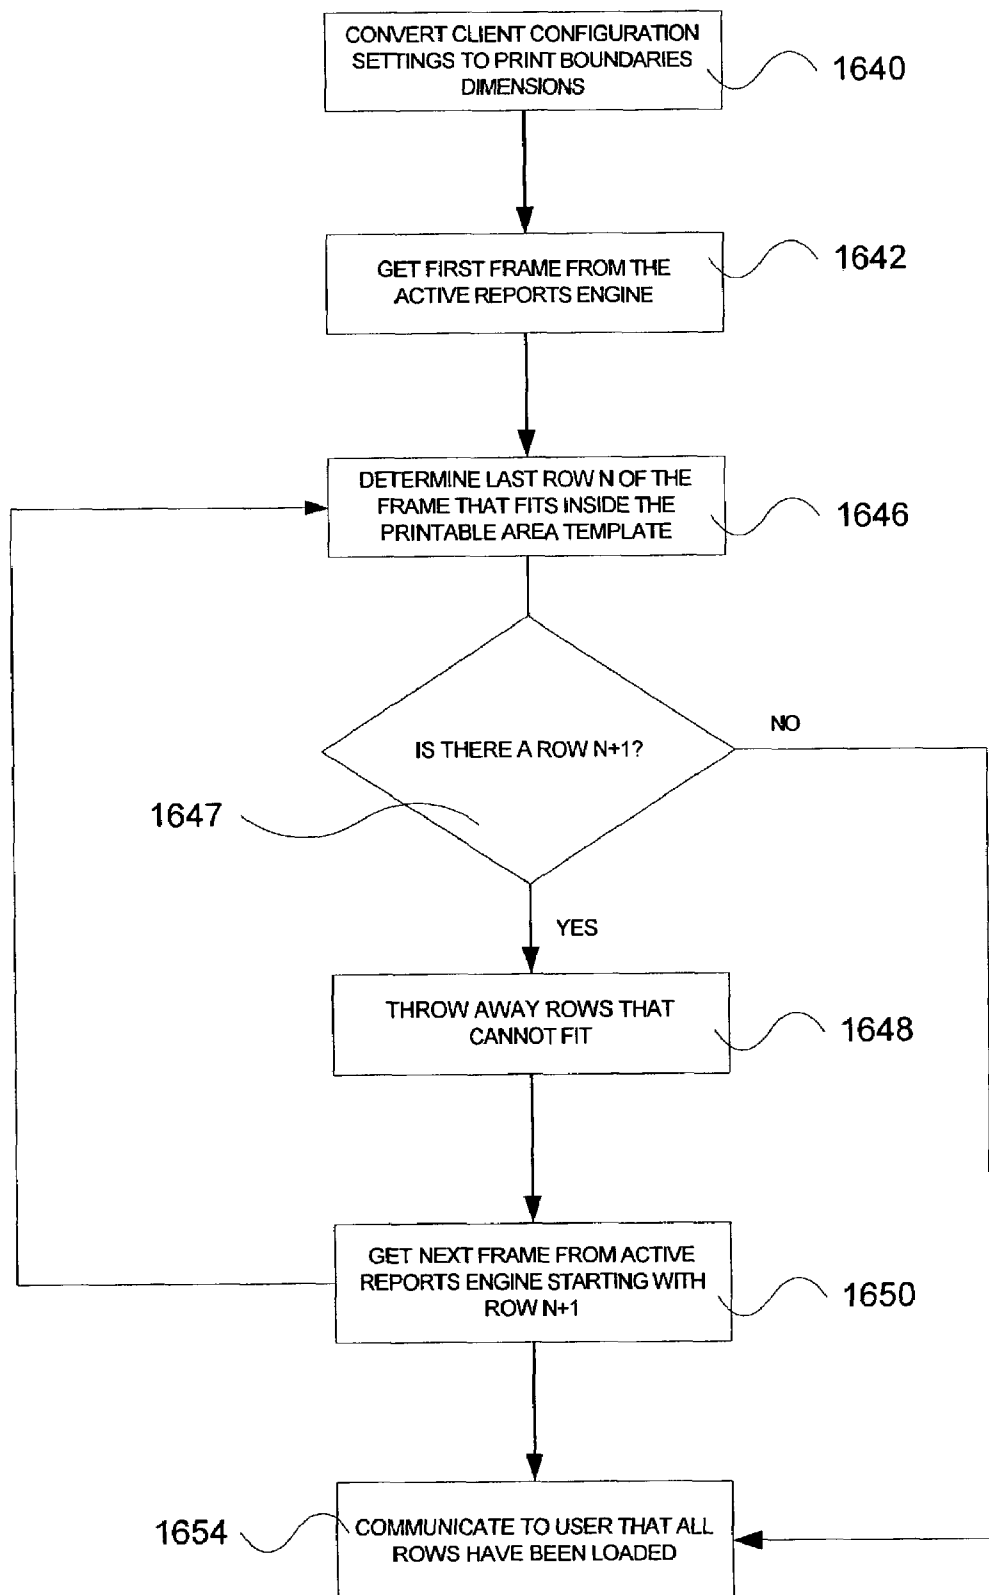 CONVERT CLIENT CONFIGURATION
SETTINGS TO PRINT BOUNDARIES
DIMENSIONS
1640
GET FIRST FRAME FROM THE
ACTIVE REPORTS ENGINE
1642
DETERMINE LAST ROW N OF THE
FRAME THAT FITS INSIDE THE
PRINTABLE AREA TEMPLATE
1646
NO
IS THERE A ROW N+1?
1647
YES
THROW AWAY ROWS THAT
CANNOT FIT
1648
GET NEXT FRAME FROM ACTIVE
REPORTS ENGINE STARTING WITH
ROW N+1
1650
1654
COMMUNICATE TO USER THAT ALL
ROWS HAVE BEEN LOADED